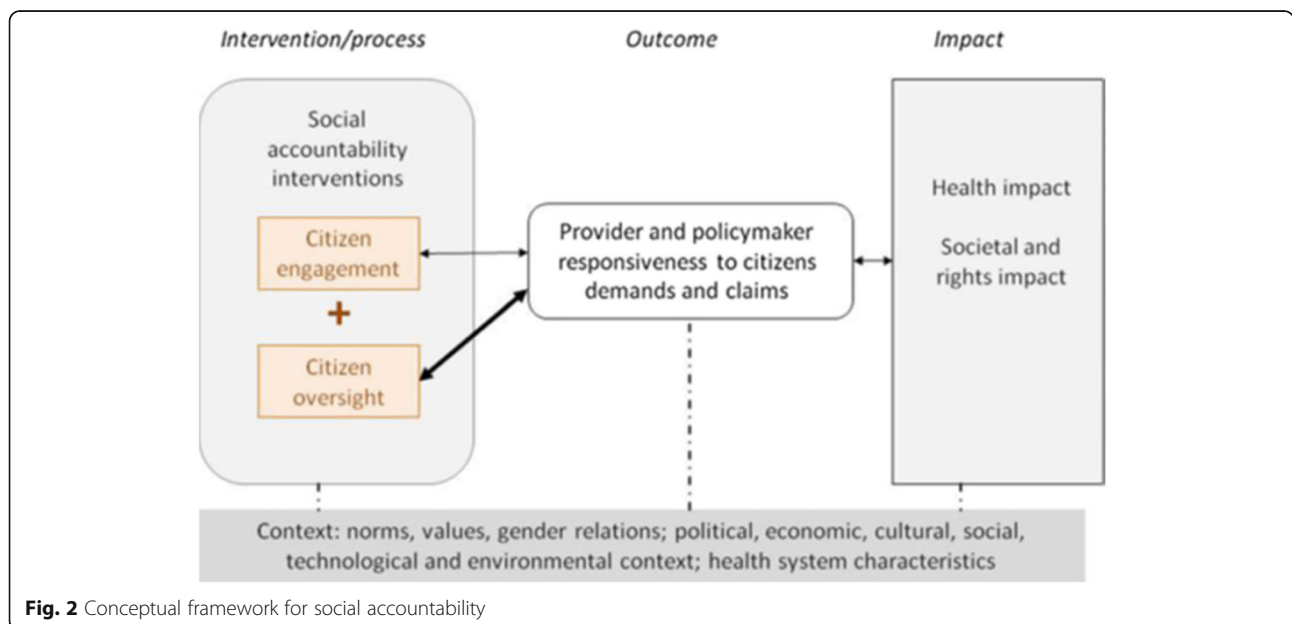 Intervention/process
Outcome
Impact
Social
accountability
interventions
Citizen
engagement
+
Citizen
oversight
Provider and policymaker
responsiveness to citizens
demands and claims
Health impact
Societal and
rights impact
Context: norms, values, gender relations; political, economic, cultural, social,
technological and environmental context; health system characteristics
Fig. 2 Conceptual framework for social accountability